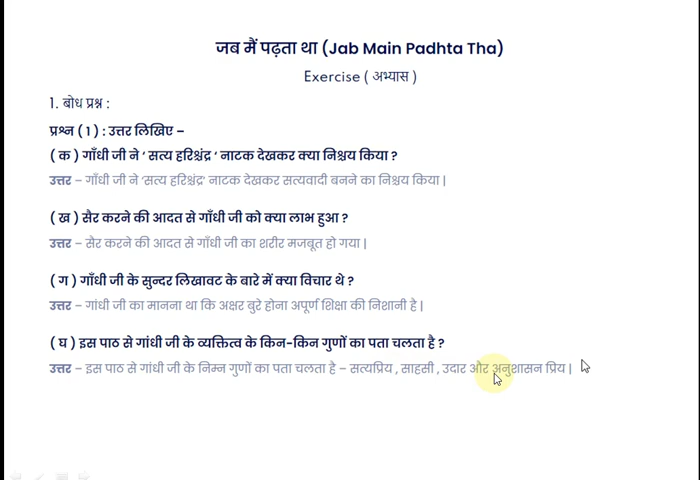 जब मैं पढ़ता था (Jab Main Padhta Tha)
Exercise ( अभ्यास )
1. बोध प्रश्न :
प्रश्न ( 1 ) : उत्तर लिखिए –
( क ) गाँधी जी ने ‘ सत्य हरिश्चंद्र ‘ नाटक देखकर क्या निश्चय किया ?
उत्तर – गाँधी जी ने ‘सत्य हरिश्चंद्र’ नाटक देखकर सत्यवादी बनने का निश्चय किया |
( ख ) सैर करने की आदत से गाँधी जी को क्या लाभ हुआ ?
उत्तर – सैर करने की आदत से गाँधी जी का शरीर मजबूत हो गया |
( ग ) गाँधी जी के सुन्दर लिखावट के बारे में क्या विचार थे ?
उत्तर – गांधी जी का मानना था कि अक्षर बुरे होना अपूर्ण शिक्षा की निशानी है |
( घ ) इस पाठ से गांधी जी के व्यक्तित्व के किन-किन गुणों का पता चलता है ?
उत्तर – इस पाठ से गांधी जी के निम्न गुणों का पता चलता है – सत्यप्रिय , साहसी , उदार और अनुशासन प्रिय |